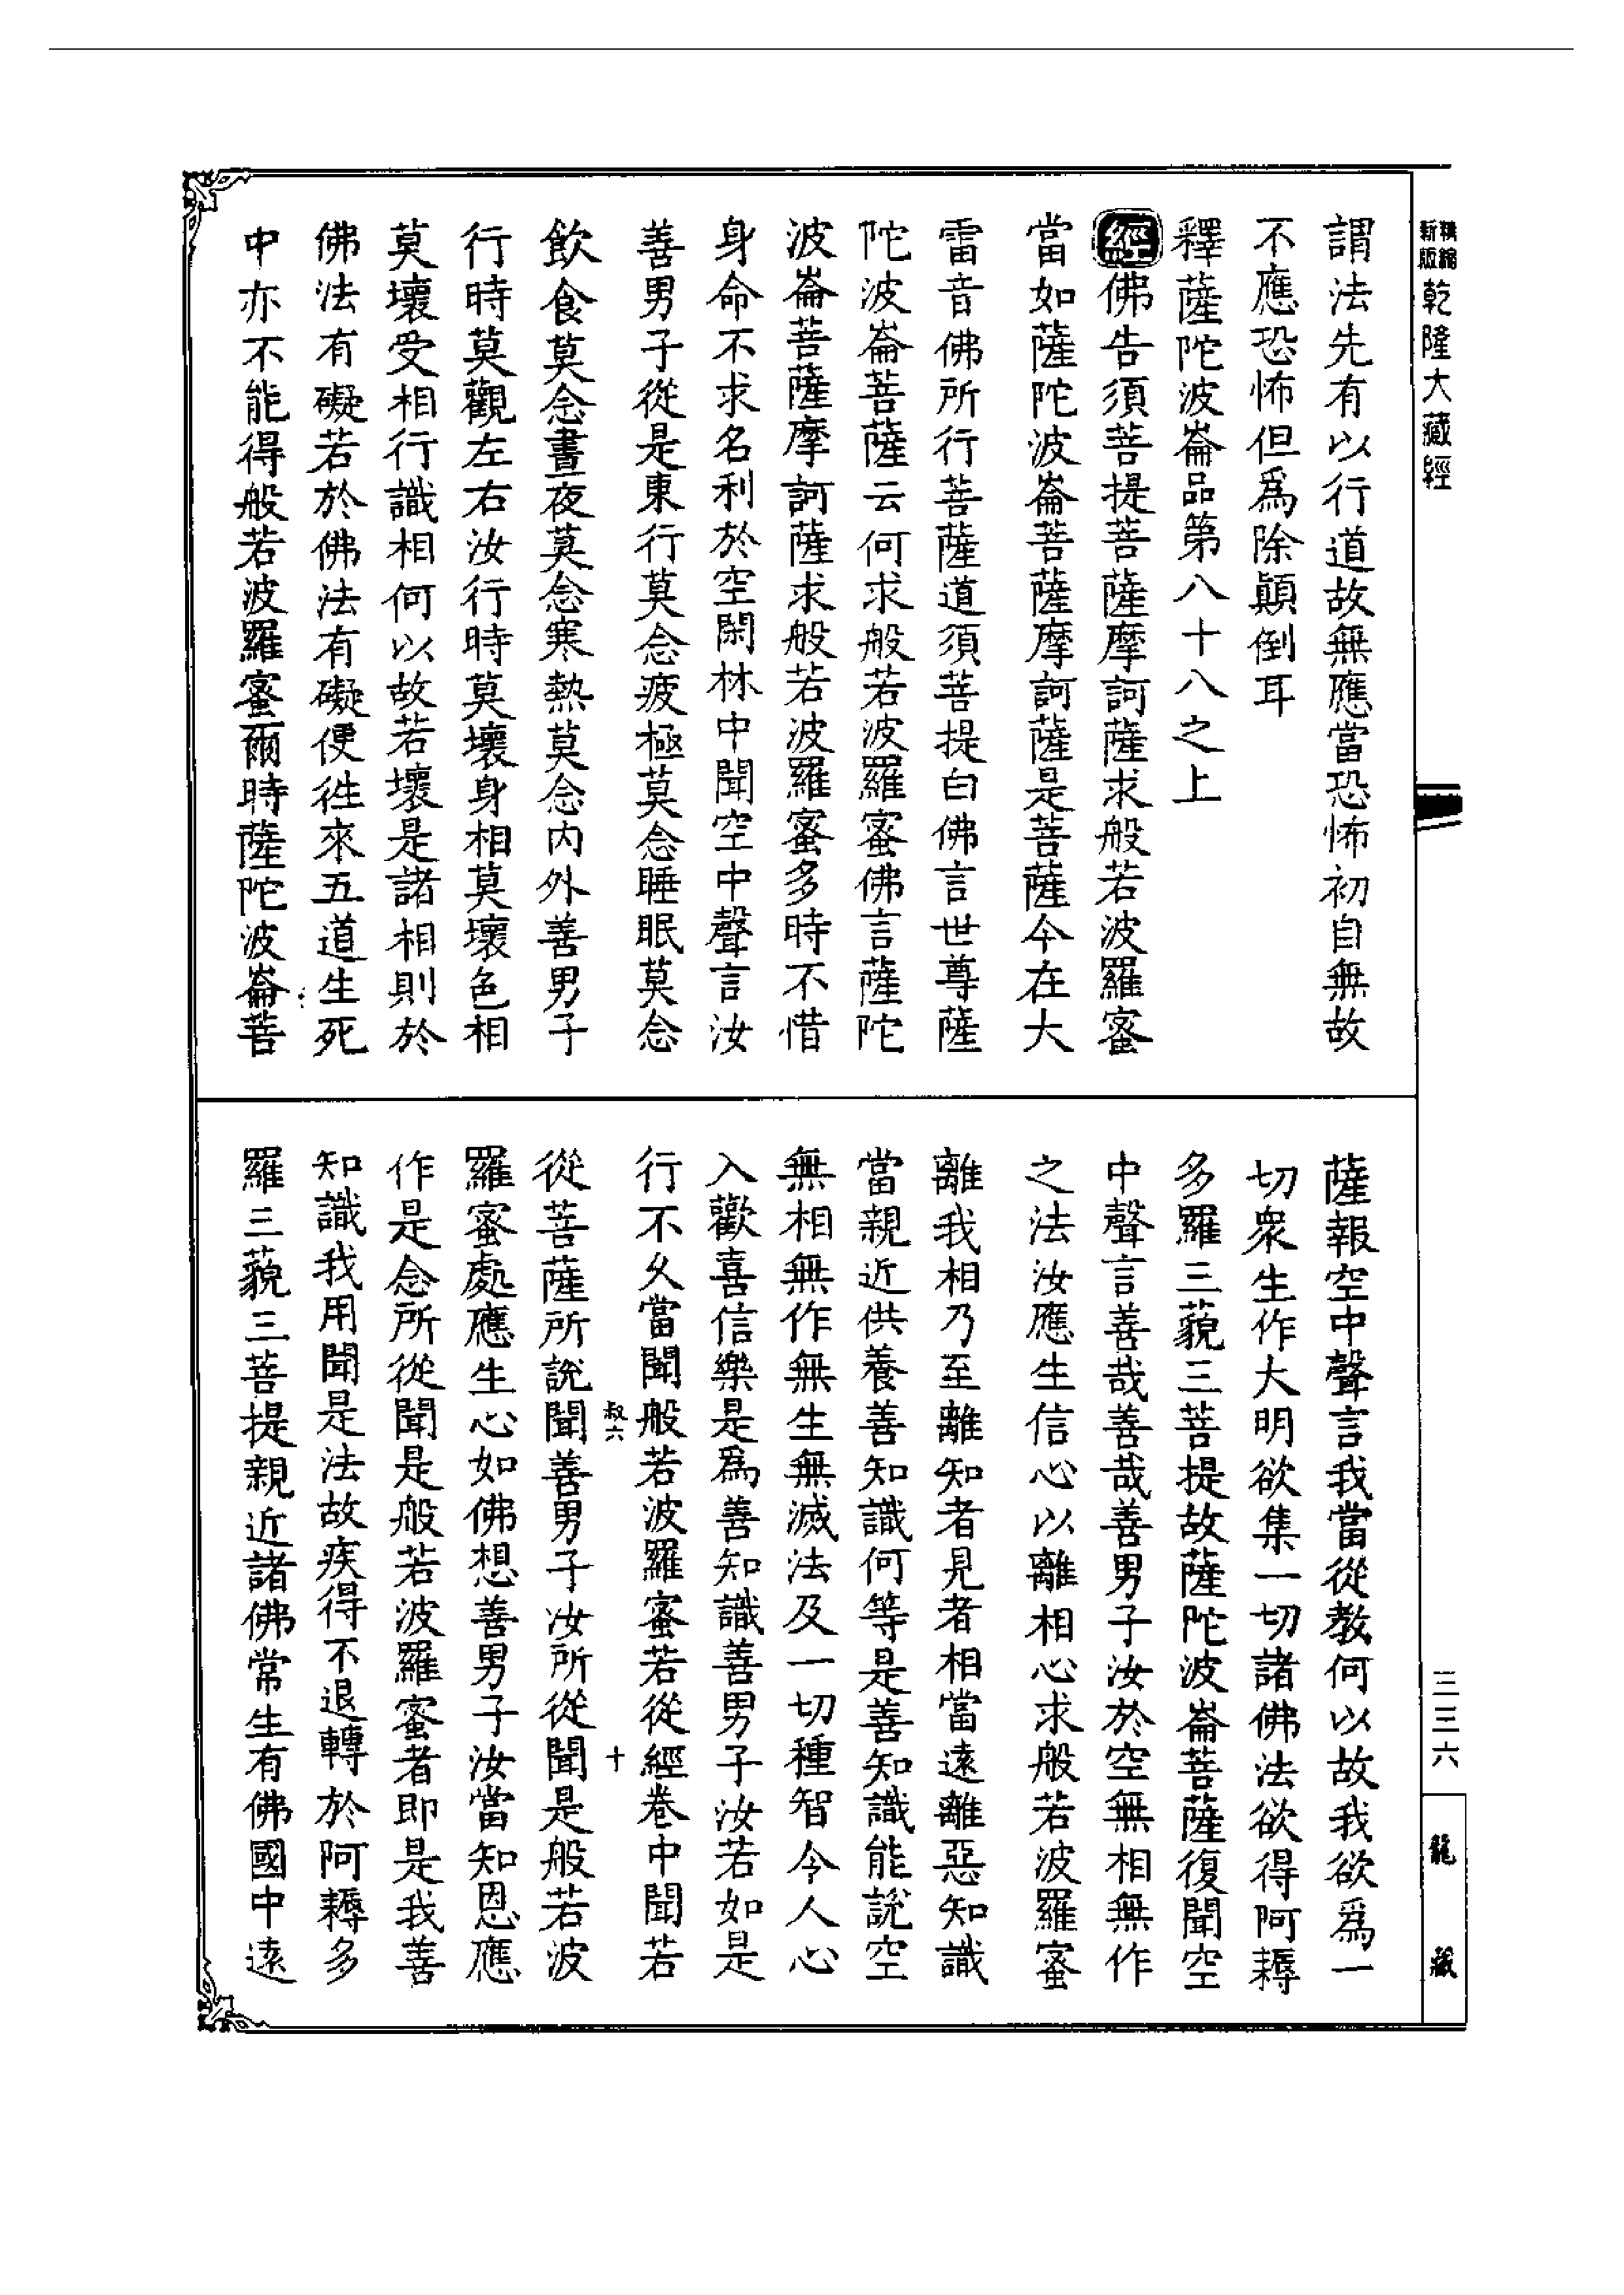 精縮
新版
乾隆大藏經
謂法先有以行道故無應當恐怖初自無故
不應恐怖但爲除顛倒耳
釋薩陀波崙品第八十八之上
經佛告須菩提菩薩摩訶薩求般若波羅蜜
當如薩陀波崙菩薩摩訶薩是菩薩今在大
雷音佛所行菩薩道須菩提白佛言世尊薩
陀波崙菩薩云何求般若波羅蜜佛言薩陀
波崙菩薩摩訶薩求般若波羅蜜多時不惜
身命不求名利於空閑林中聞空中聲言汝
善男子從是東行莫念疲極莫念睡眠莫念
飲食莫念晝夜莫念寒熱莫念內外善男子
行時莫觀左右汝行時莫壞身相莫壞色相
莫壞受相行識相何以故若壞是諸相則於
佛法有礙若於佛法有礙便徃來五道生死
中亦不能得般若波羅蜜爾時薩陀波崙菩
薩報空中聲言我當從教何以故我欲爲一
切衆生作大明欲集一切諸佛法欲得阿耨
多羅三藐三菩提故薩陀波崙菩薩復聞空
中聲言善哉善哉善男子汝於空無相無作
之法汝應生信心以離相心求般若波羅蜜
離我相乃至離知者見者相當遠離惡知識
當親近供養善知識何等是善知識能說空
無相無作無生無滅法及一切種智令人心
入歡喜信樂是爲善知識善男子汝若如是
行不久當聞般若波羅蜜若從經卷中聞若
叔六
十
從菩薩所說聞善男子汝所從聞是般若波
羅蜜處應生心如佛想善男子汝當知恩應
作是念所從聞是般若波羅蜜者即是我善
知識我用聞是法故疾得不退轉於阿耨多
羅三藐三菩提親近諸佛常生有佛國中遠
三三六
龍藏